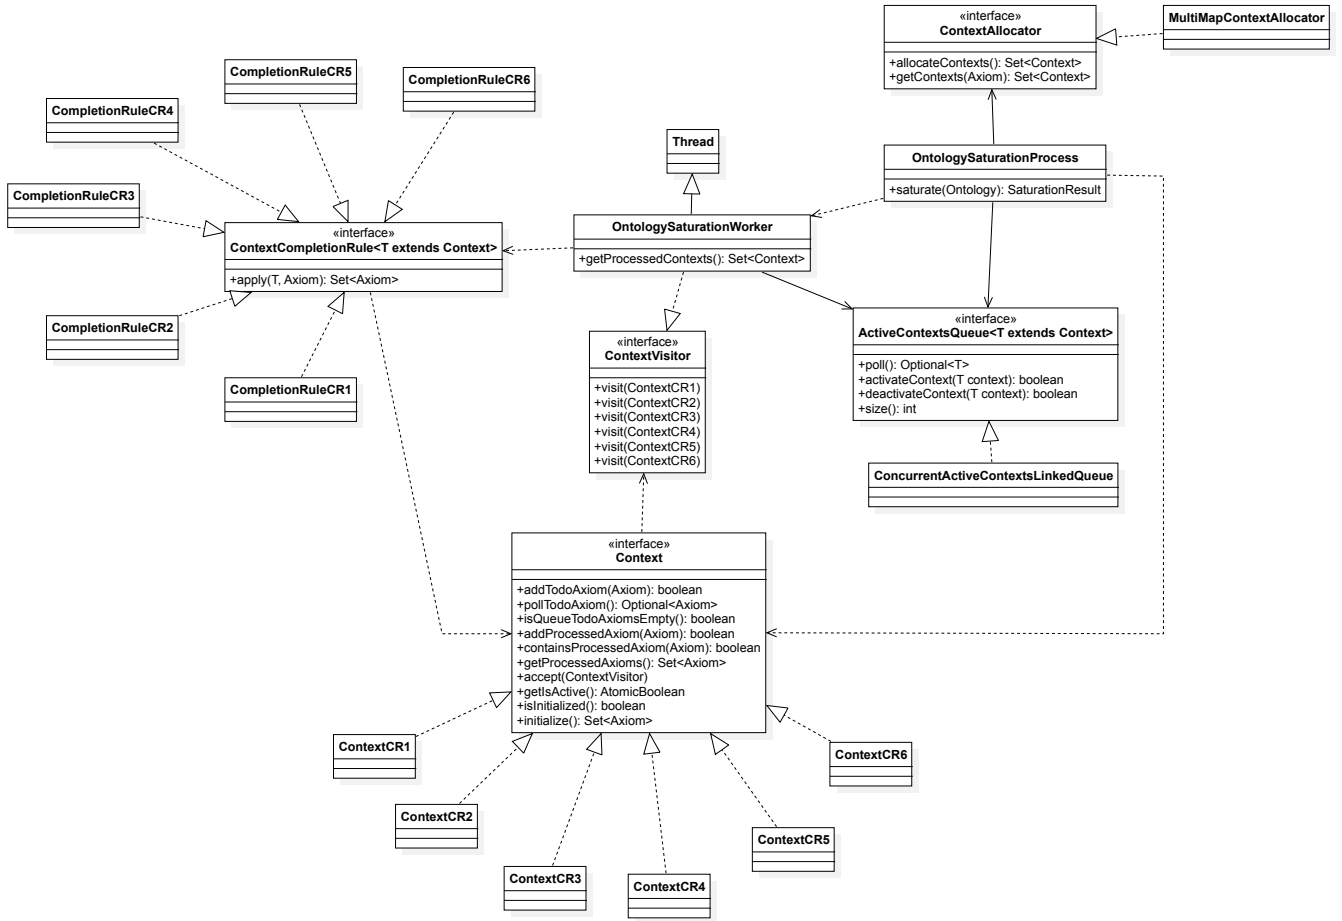 «interface»
ContextAllocator
+allocateContexts(): Set<Context>
+getContexts(Axiom): Set<Context>
MultiMapContextAllocator
CompletionRuleCR5
CompletionRuleCR6
CompletionRuleCR4
Thread
OntologySaturationProcess
+saturate(Ontology): SaturationResult
CompletionRuleCR3
«interface»
ContextCompletionRule<T extends Context>
+apply(T, Axiom): Set<Axiom>
OntologySaturationWorker
+getProcessedContexts(): Set<Context>
CompletionRuleCR2
CompletionRuleCR1
«interface»
ContextVisitor
+visit(ContextCR1)
+visit(ContextCR2)
+visit(ContextCR3)
+visit(ContextCR4)
+visit(ContextCR5)
+visit(ContextCR6)
«interface»
ActiveContextsQueue<T extends Context>
+poll(): Optional<T>
+activateContext(T context): boolean
+deactivateContext(T context): boolean
+size(): int
ConcurrentActiveContextsLinkedQueue
«interface»
Context
+addTodoAxiom(Axiom): boolean
+pollTodoAxiom(): Optional<Axiom>
+isQueueTodoAxiomsEmpty(): boolean
+addProcessedAxiom(Axiom): boolean
+containsProcessedAxiom(Axiom): boolean
+getProcessedAxioms(): Set<Axiom>
+accept(ContextVisitor)
+getIsActive(): AtomicBoolean
+isInitialized(): boolean
+initialize(): Set<Axiom>
ContextCR1
ContextCR6
ContextCR2
ContextCR5
ContextCR3
ContextCR4